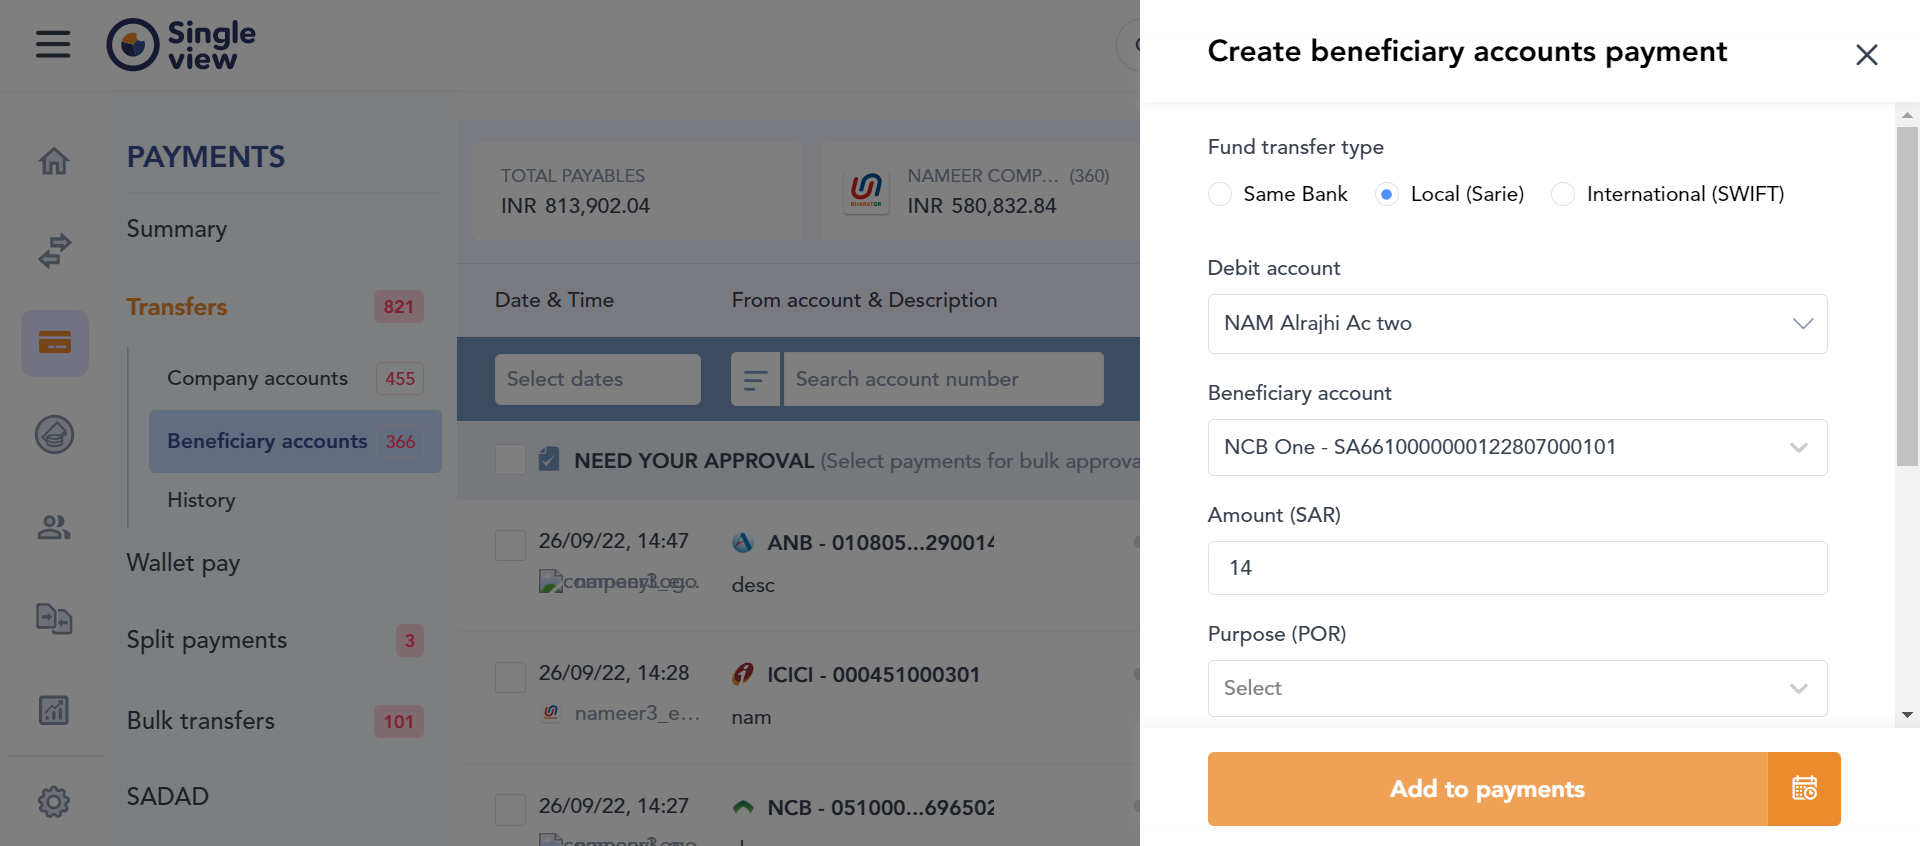 Single
view
PAYMENTS
Summary
Transfers 821
Company accounts 455
Beneficiary accounts 366
History
Wallet pay
Split payments 3
Bulk transfers 101
SADAD
TOTAL PAYABLES
INR 813,902.04
NAMEER COMP... (360)
INR 580,832.84
Date & Time
From account & Description
Select dates
Search account number
NEED YOUR APPROVAL (Select payments for bulk approva
26/09/22, 14:47
ANB - 010805...290014
nameer3_e...
desc
26/09/22, 14:28
ICICI - 000451000301
nameer3_e...
nam
26/09/22, 14:27
NCB - 051000...696502
Create beneficiary accounts payment
Fund transfer type
Same Bank
Local (Sarie)
International (SWIFT)
Debit account
NAM Alrajhi Ac two
Beneficiary account
NCB One - SA6610000000122807000101
Amount (SAR)
14
Purpose (POR)
Select
Add to payments